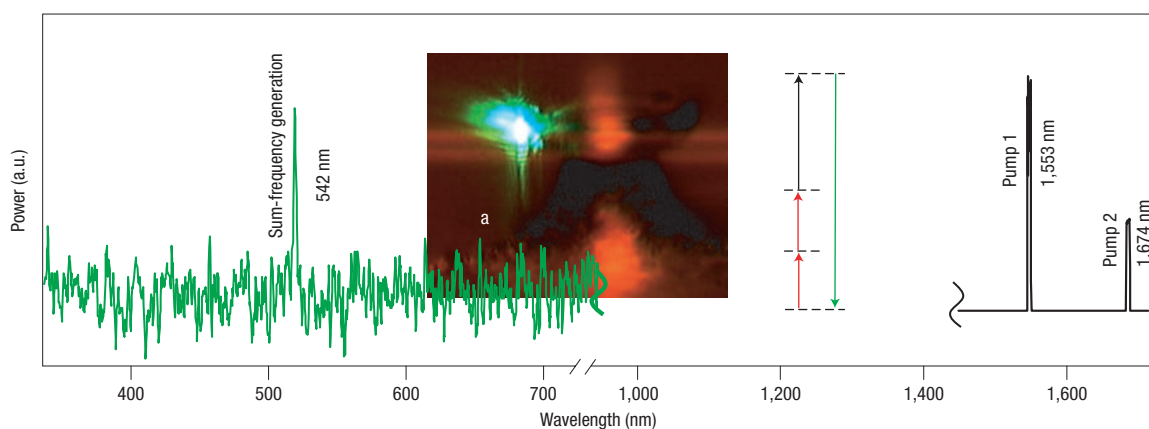 Power (a.u.)
Sum-frequency generation
542 nm
a
Pump 1
1,553 nm
Pump 2
1,674 nm
400
500
600
700
1,000
1,200
1,400
1,600
Wavelength (nm)